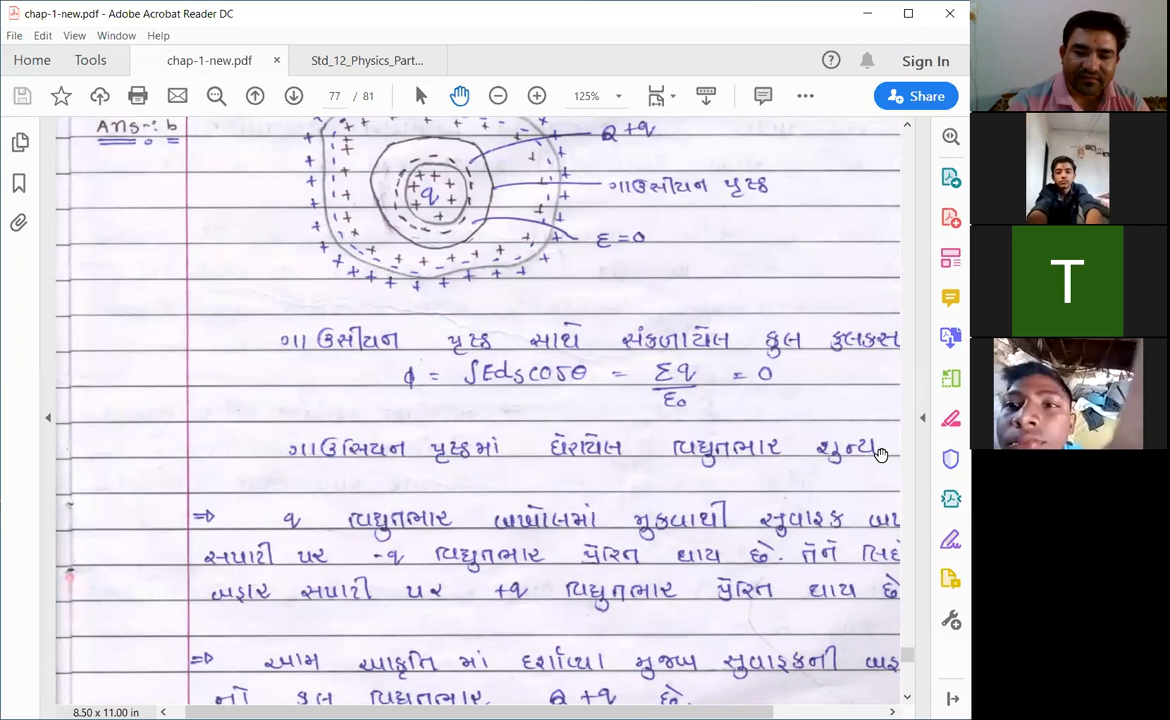 chap-1-new.pdf - Adobe Acrobat Reader DC
File Edit View Window Help
Home Tools chap-1-new.pdf × Std_12_Physics_Part... ? Sign In
77 / 81 125% Share
Ans-: b
Q+q
q
ગાઉસીયન પૃષ્ઠ
E=0
ગાઉસીયન પૃષ્ઠ સાથે સંકળાયેલ કુલ ફલકસ
ϕ = ∫Eds cosθ = Σq/ε₀ = 0
ગાઉસિયન પૃષ્ઠમાં ઘેરાયેલ વિદ્યુતભાર શુન્ય
⇒ q વિદ્યુતભાર બખોલમાં મુકવાથી સુવાહક
સપાટી પર -q વિદ્યુતભાર પ્રેરિત થાય છે. તેને લિધે
બહાર સપાટી પર +q વિદ્યુતભાર પ્રેરિત થાય છે
⇒ આમ આકૃતિ માં દર્શાવ્યા મુજબ સુવાહકની
નો કુલ વિદ્યુતભાર Q+q છે.
8.50 x 11.00 in
T